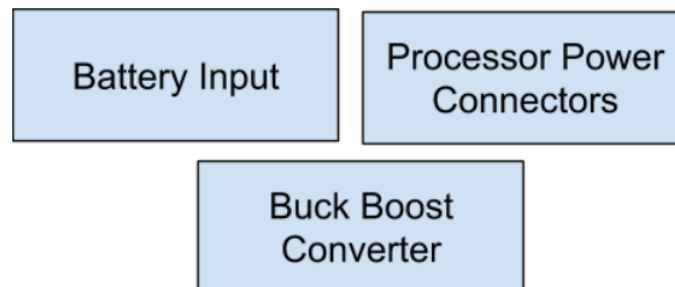 Battery Input
Processor Power
Connectors
Buck Boost
Converter